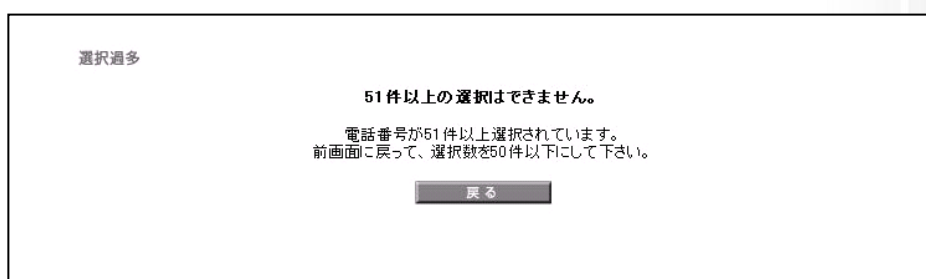 選択過多
51件以上の選択はできません。
電話番号が51件以上選択されています。
前画面に戻って、選択数を50件以下にして下さい。
戻る